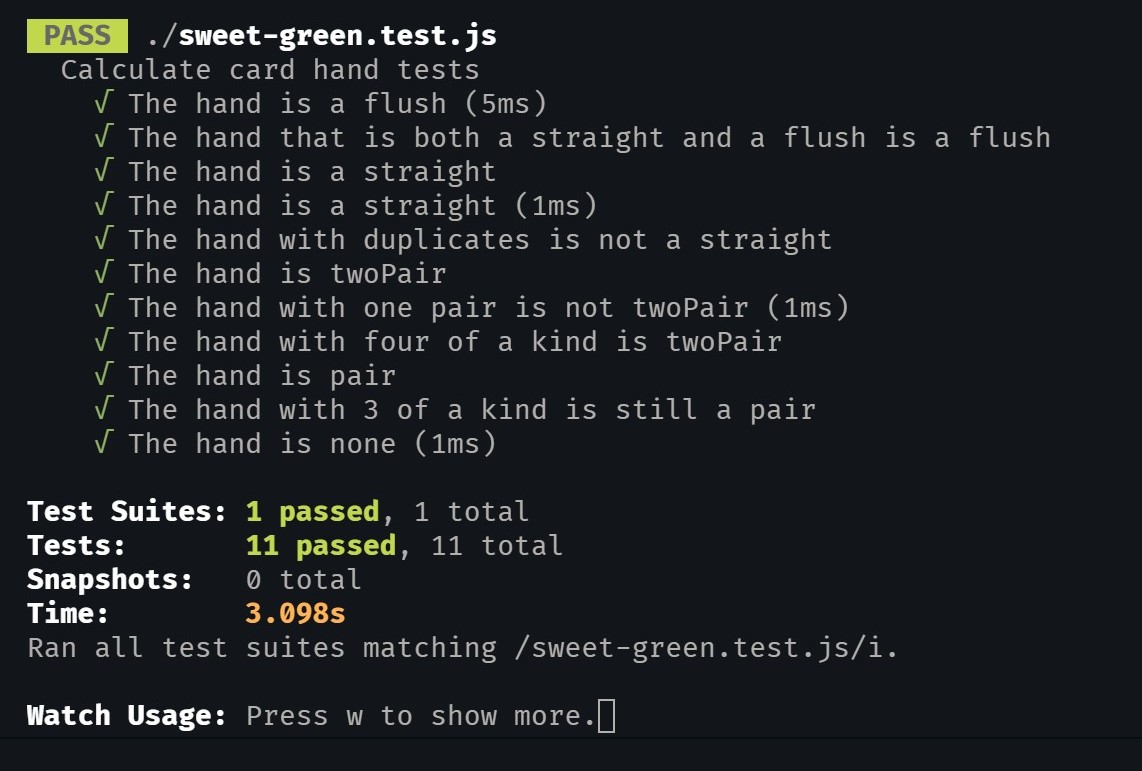 PASS ./sweet-green.test.js
Calculate card hand tests
√ The hand is a flush (5ms)
√ The hand that is both a straight and a flush is a flush
√ The hand is a straight
√ The hand is a straight (1ms)
√ The hand with duplicates is not a straight
√ The hand is twoPair
√ The hand with one pair is not twoPair (1ms)
√ The hand with four of a kind is twoPair
√ The hand is pair
√ The hand with 3 of a kind is still a pair
√ The hand is none (1ms)
Test Suites: 1 passed, 1 total
Tests: 11 passed, 11 total
Snapshots: 0 total
Time: 3.098s
Ran all test suites matching /sweet-green.test.js/i.
Watch Usage: Press w to show more.